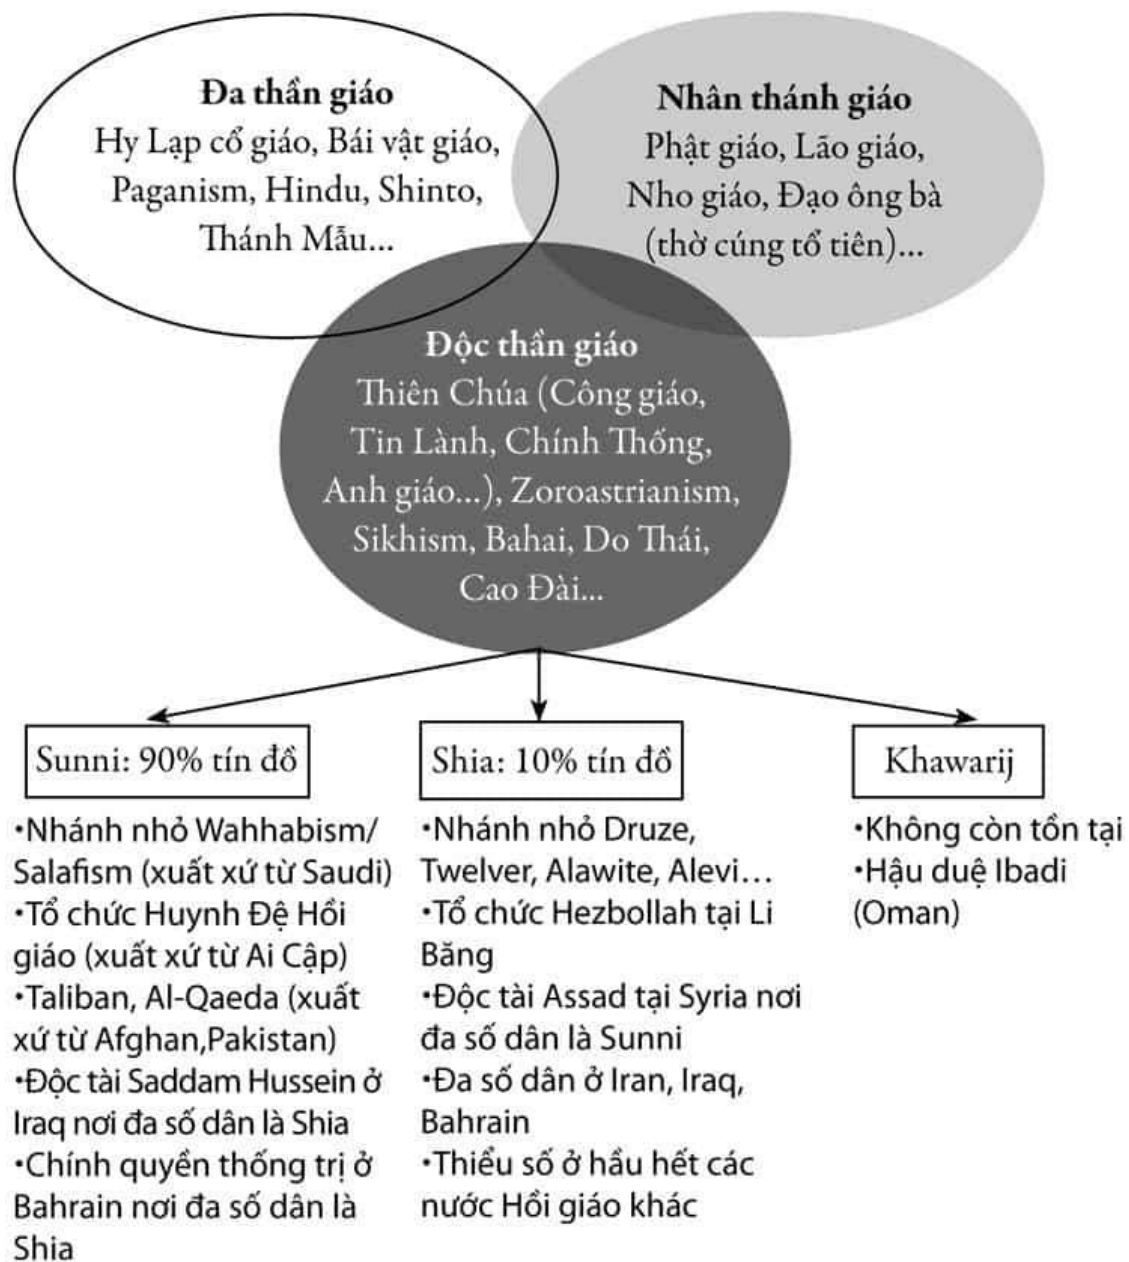 Đa thần giáo
Hy Lạp cổ giáo, Bái vật giáo,
Paganism, Hindu, Shinto,
Thánh Mẫu...
Nhân thánh giáo
Phật giáo, Lão giáo,
Nho giáo, Đạo ông bà
(thờ cúng tổ tiên)...
Độc thần giáo
Thiên Chúa (Công giáo,
Tin Lành, Chính Thống,
Anh giáo...), Zoroastrianism,
Sikhism, Bahai, Do Thái,
Cao Đài...
Sunni: 90% tín đồ
•Nhánh nhỏ Wahhabism/
Salafism (xuất xứ từ Saudi)
•Tổ chức Huynh Đệ Hồi
giáo (xuất xứ từ Ai Cập)
•Taliban, Al-Qaeda (xuất
xứ từ Afghan,Pakistan)
•Độc tài Saddam Hussein ở
Iraq nơi đa số dân là Shia
•Chính quyền thống trị ở
Bahrain nơi đa số dân là
Shia
Shia: 10% tín đồ
•Nhánh nhỏ Druze,
Twelver, Alawite, Alevi...
•Tổ chức Hezbollah tại Li
Băng
•Độc tài Assad tại Syria nơi
đa số dân là Sunni
•Đa số dân ở Iran, Iraq,
Bahrain
•Thiểu số ở hầu hết các
nước Hồi giáo khác
Khawarij
•Không còn tồn tại
•Hậu duệ Ibadi
(Oman)